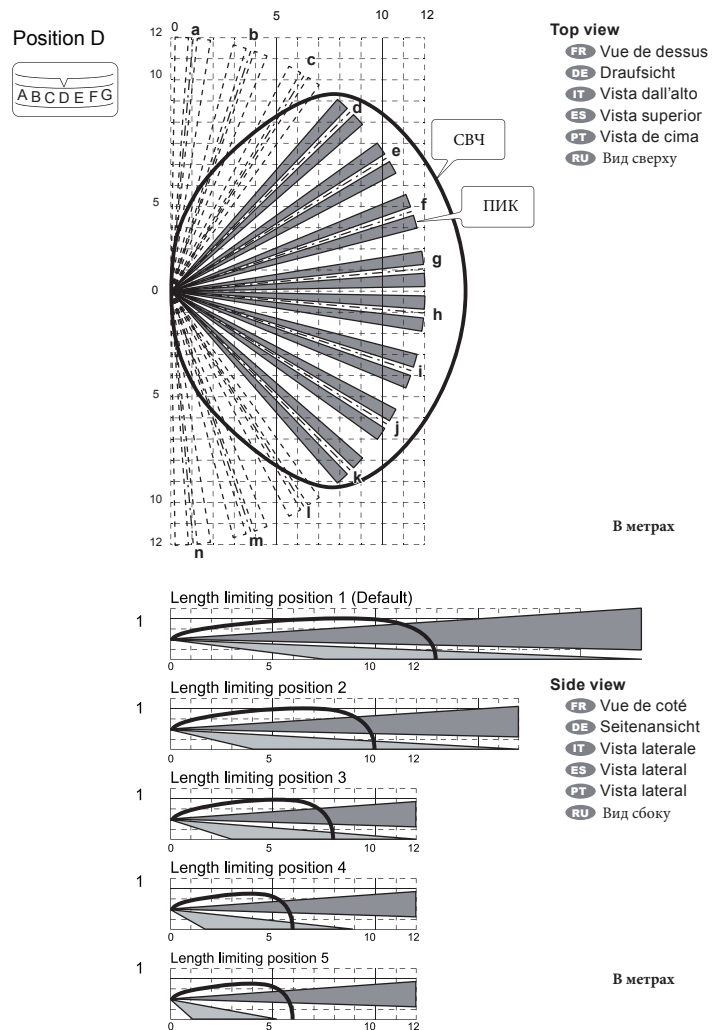 Position D
A B C D E F G
0 5 10 12
12 a b c
10
d
e
5
f
g
0
h
i
5
j
k
10
l
m
12 n
СВЧ
ПИК
Top view
FR Vue de dessus
DE Draufsicht
IT Vista dall'alto
ES Vista superior
PT Vista de cima
RU Вид сверху
В метрах
Length limiting position 1 (Default)
1
0 5 10 12
Length limiting position 2
1
0 5 10 12
Length limiting position 3
1
0 5 10 12
Length limiting position 4
1
0 5 10 12
Length limiting position 5
1
0 5 10 12
Side view
FR Vue de coté
DE Seitenansicht
IT Vista laterale
ES Vista lateral
PT Vista lateral
RU Вид сбоку
В метрах